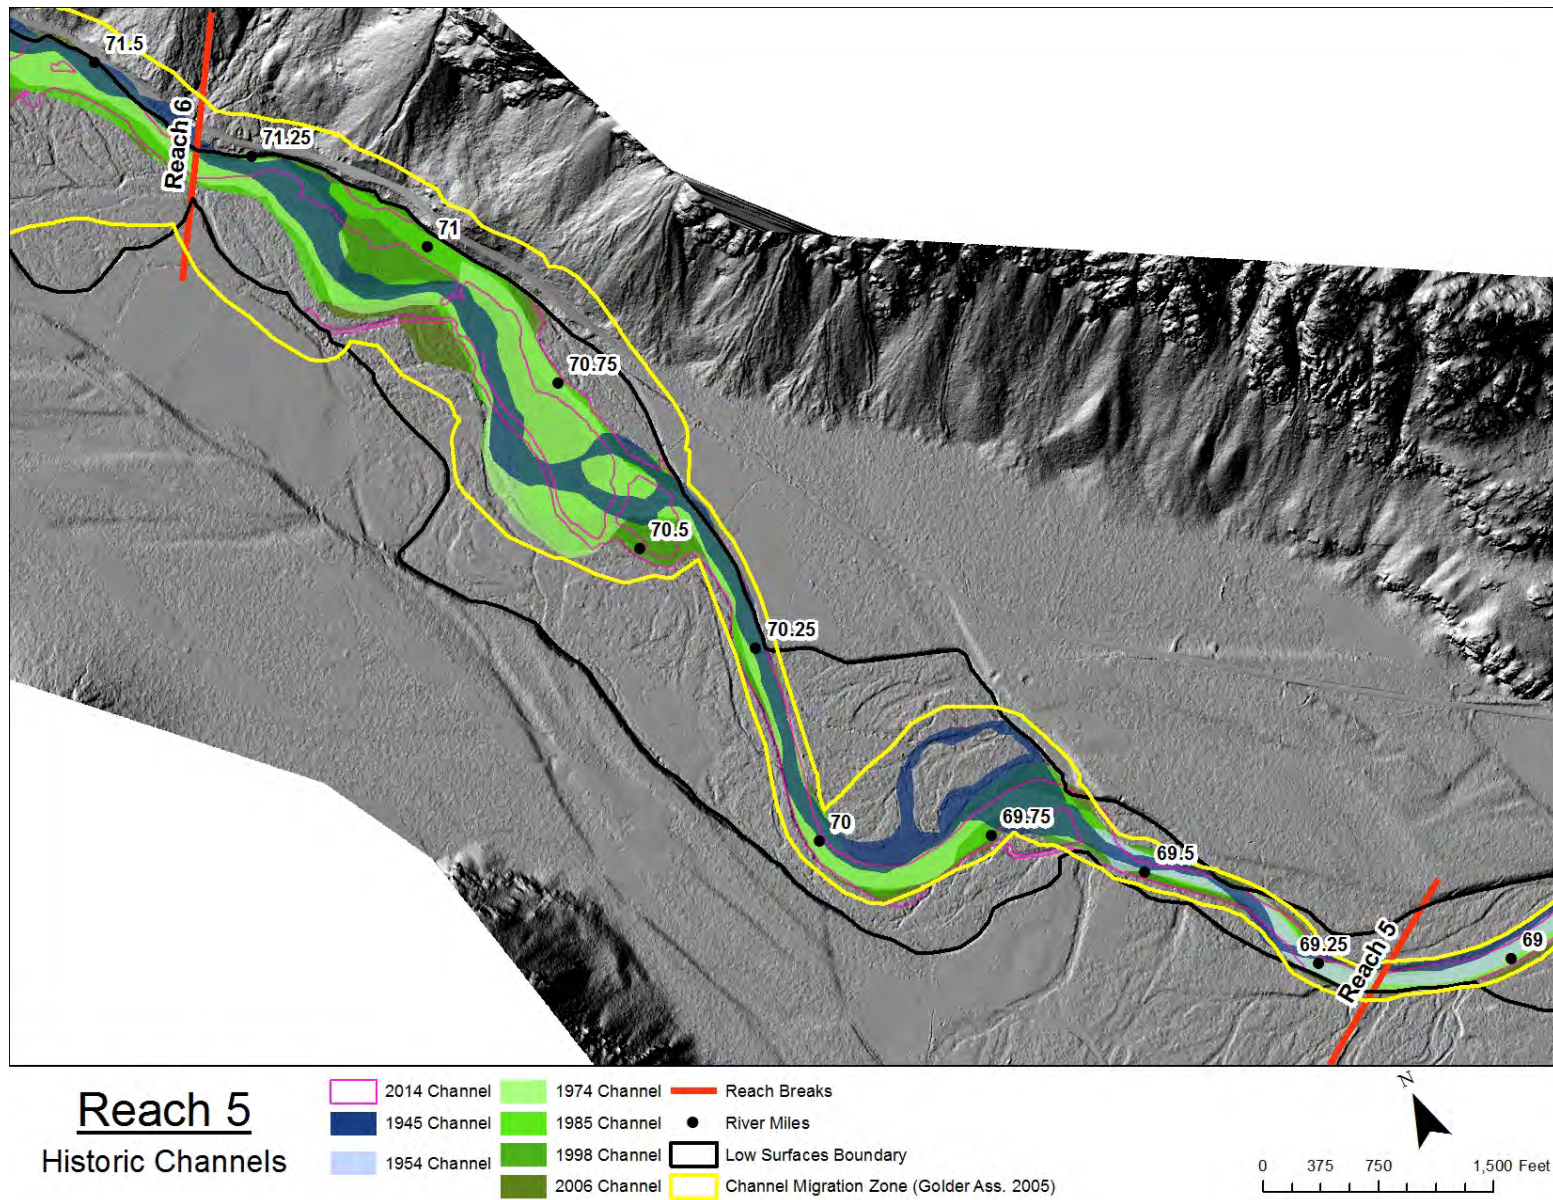 71.5
Reach 6
71.25
71
70.75
70.5
70.25
70
69.75
69.5
69.25
Reach 5
69
Reach 5
Historic Channels
2014 Channel
1945 Channel
1954 Channel
1974 Channel
1985 Channel
1998 Channel
2006 Channel
Reach Breaks
River Miles
Low Surfaces Boundary
Channel Migration Zone (Golder Ass. 2005)
N
0 375 750 1,500 Feet